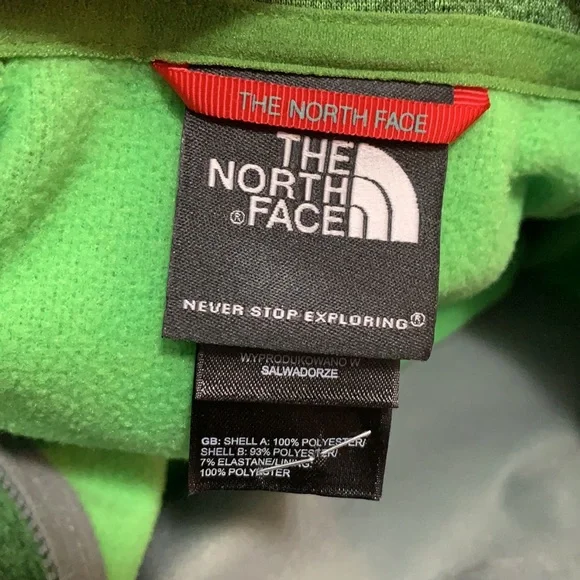 THE NORTH FACE
THE
NORTH
®FACE
NEVER STOP EXPLORING®
WYPRODUKOWANO W
SALWADORZE
GB: SHELL A: 100% POLYESTER/
SHELL B: 93% POLYESTER/
7% ELASTANE/LINING:
100% POLYESTER